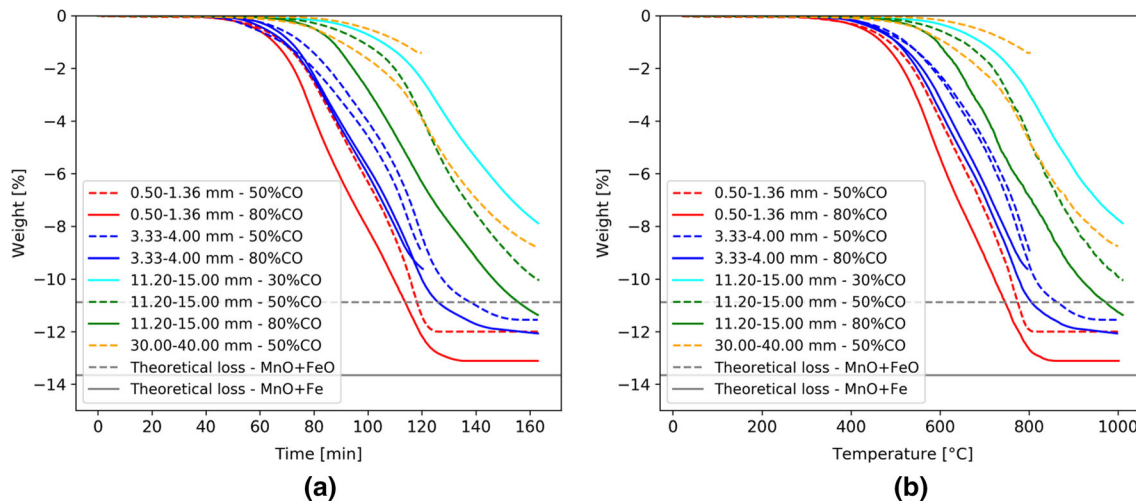 0
−2
−4
−6
−8
−10
−12
−14
Weight [%]
0.50-1.36 mm - 50%CO
0.50-1.36 mm - 80%CO
3.33-4.00 mm - 50%CO
3.33-4.00 mm - 80%CO
11.20-15.00 mm - 30%CO
11.20-15.00 mm - 50%CO
11.20-15.00 mm - 80%CO
30.00-40.00 mm - 50%CO
Theoretical loss - MnO+FeO
Theoretical loss - MnO+Fe
0 20 40 60 80 100 120 140 160
Time [min]
(a)
0
−2
−4
−6
−8
−10
−12
−14
Weight [%]
0.50-1.36 mm - 50%CO
0.50-1.36 mm - 80%CO
3.33-4.00 mm - 50%CO
3.33-4.00 mm - 80%CO
11.20-15.00 mm - 30%CO
11.20-15.00 mm - 50%CO
11.20-15.00 mm - 80%CO
30.00-40.00 mm - 50%CO
Theoretical loss - MnO+FeO
Theoretical loss - MnO+Fe
0 200 400 600 800 1000
Temperature [°C]
(b)